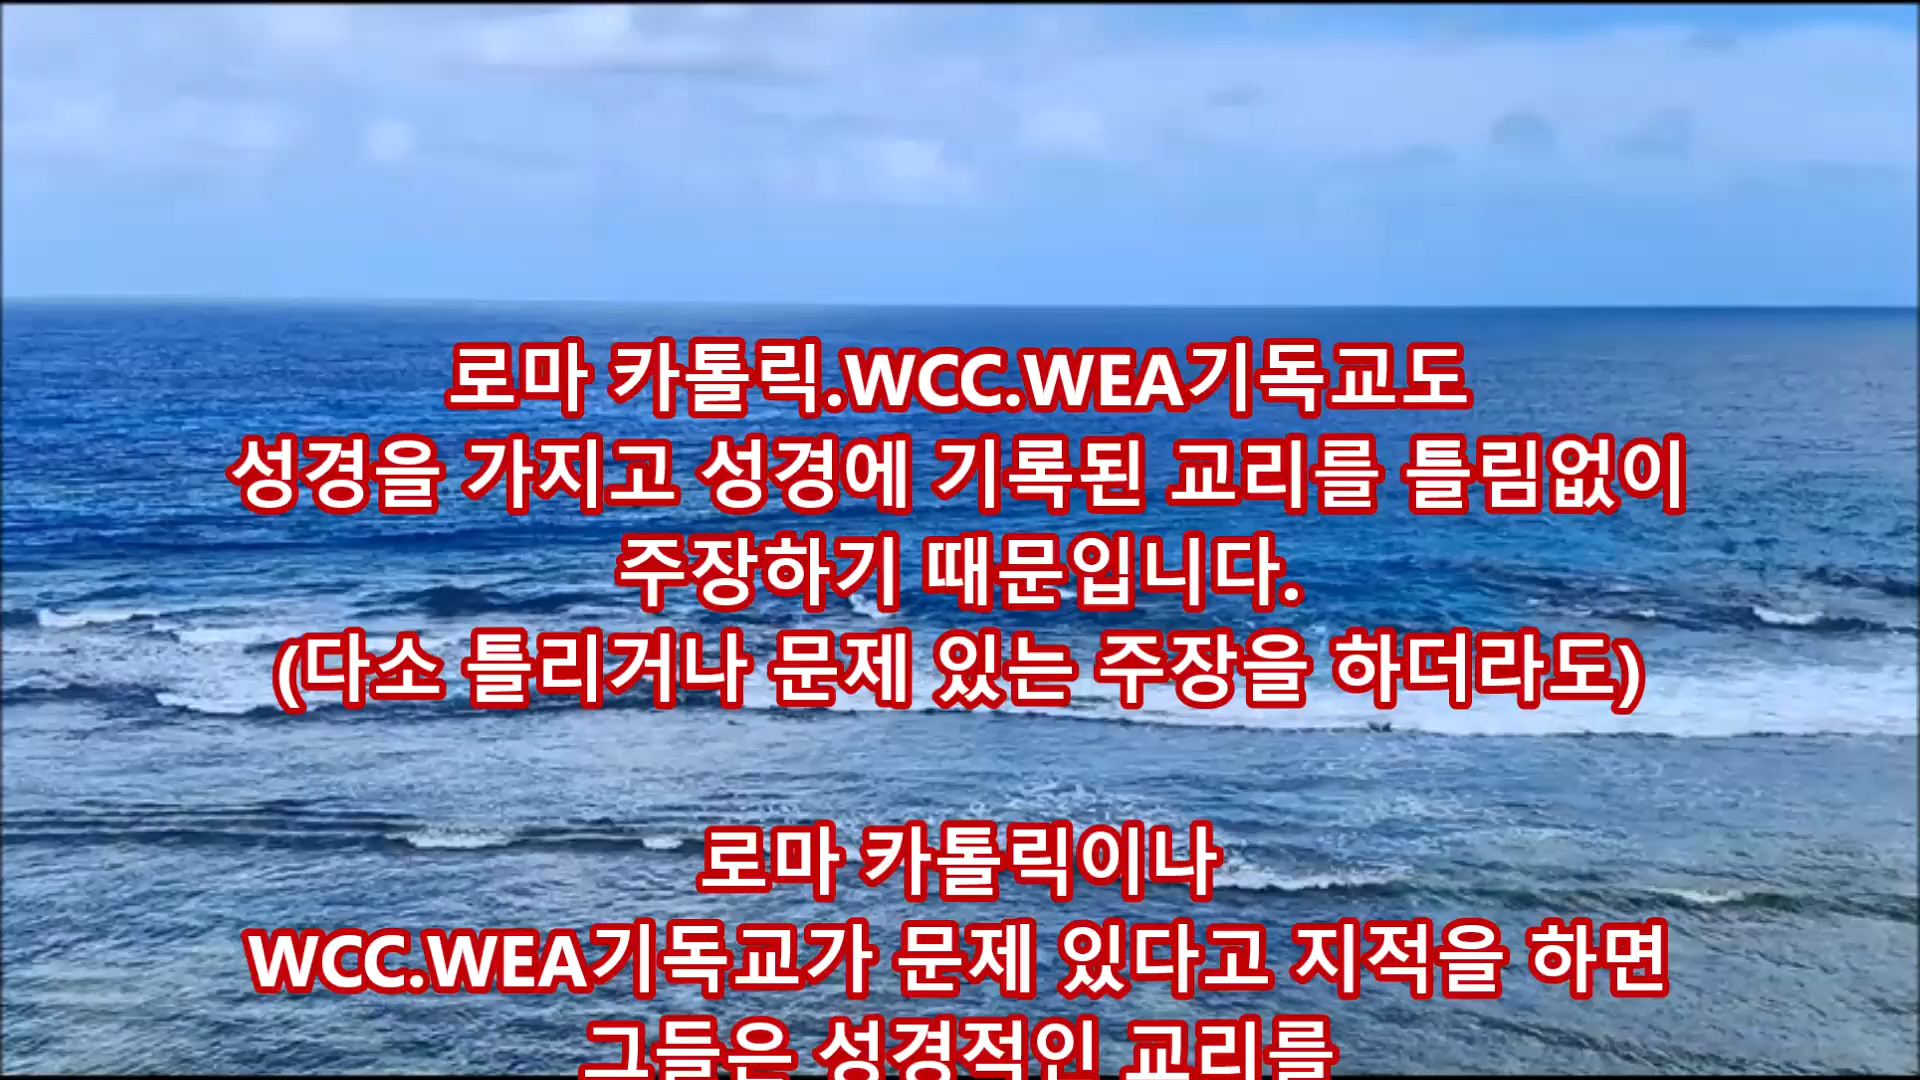 로마 카톨릭.WCC.WEA기독교도
성경을 가지고 성경에 기록된 교리를 틀림없이
주장하기 때문입니다.
(다소 틀리거나 문제 있는 주장을 하더라도)
로마 카톨릭이나
WCC.WEA기독교가 문제 있다고 지적을 하면
그들은 성경적인 교리를